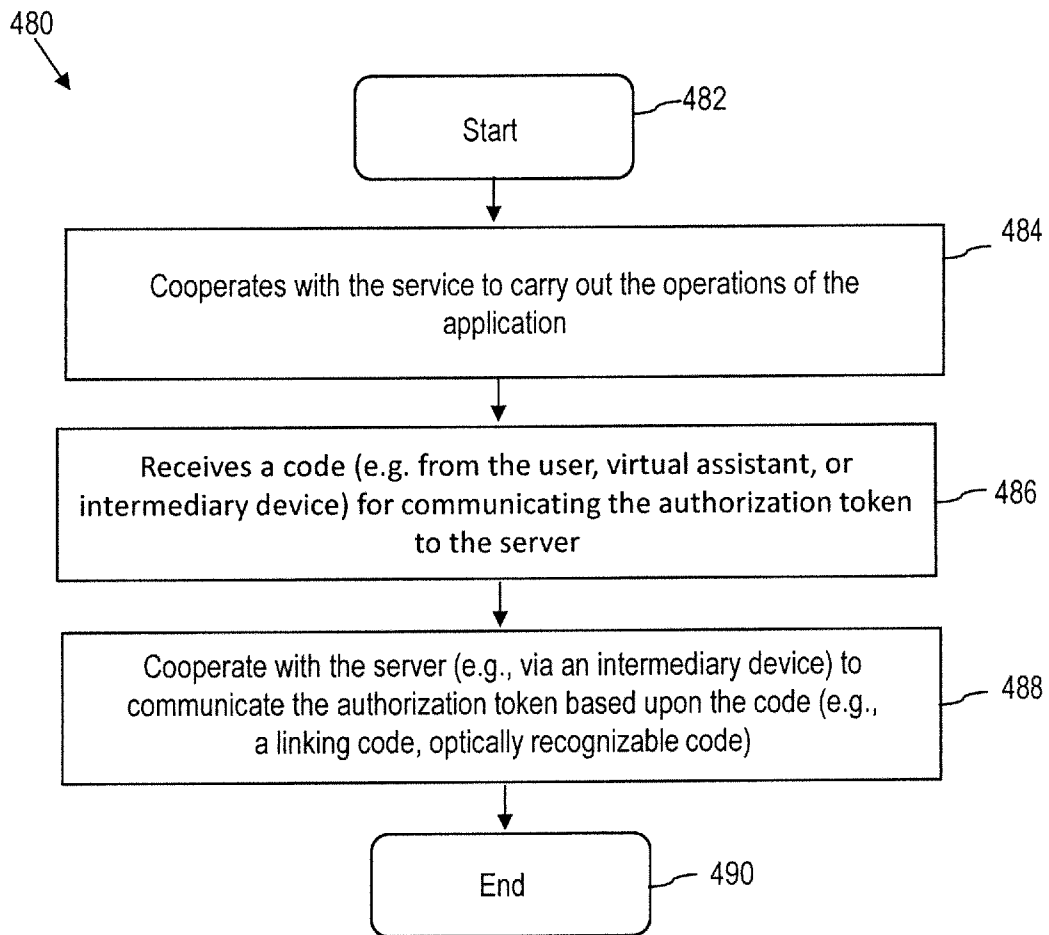 480
Start
482
484
Cooperates with the service to carry out the operations of the
application
Receives a code (e.g. from the user, virtual assistant, or
intermediary device) for communicating the authorization token
to the server
486
Cooperate with the server (e.g., via an intermediary device) to
communicate the authorization token based upon the code (e.g.,
a linking code, optically recognizable code)
488
End
490